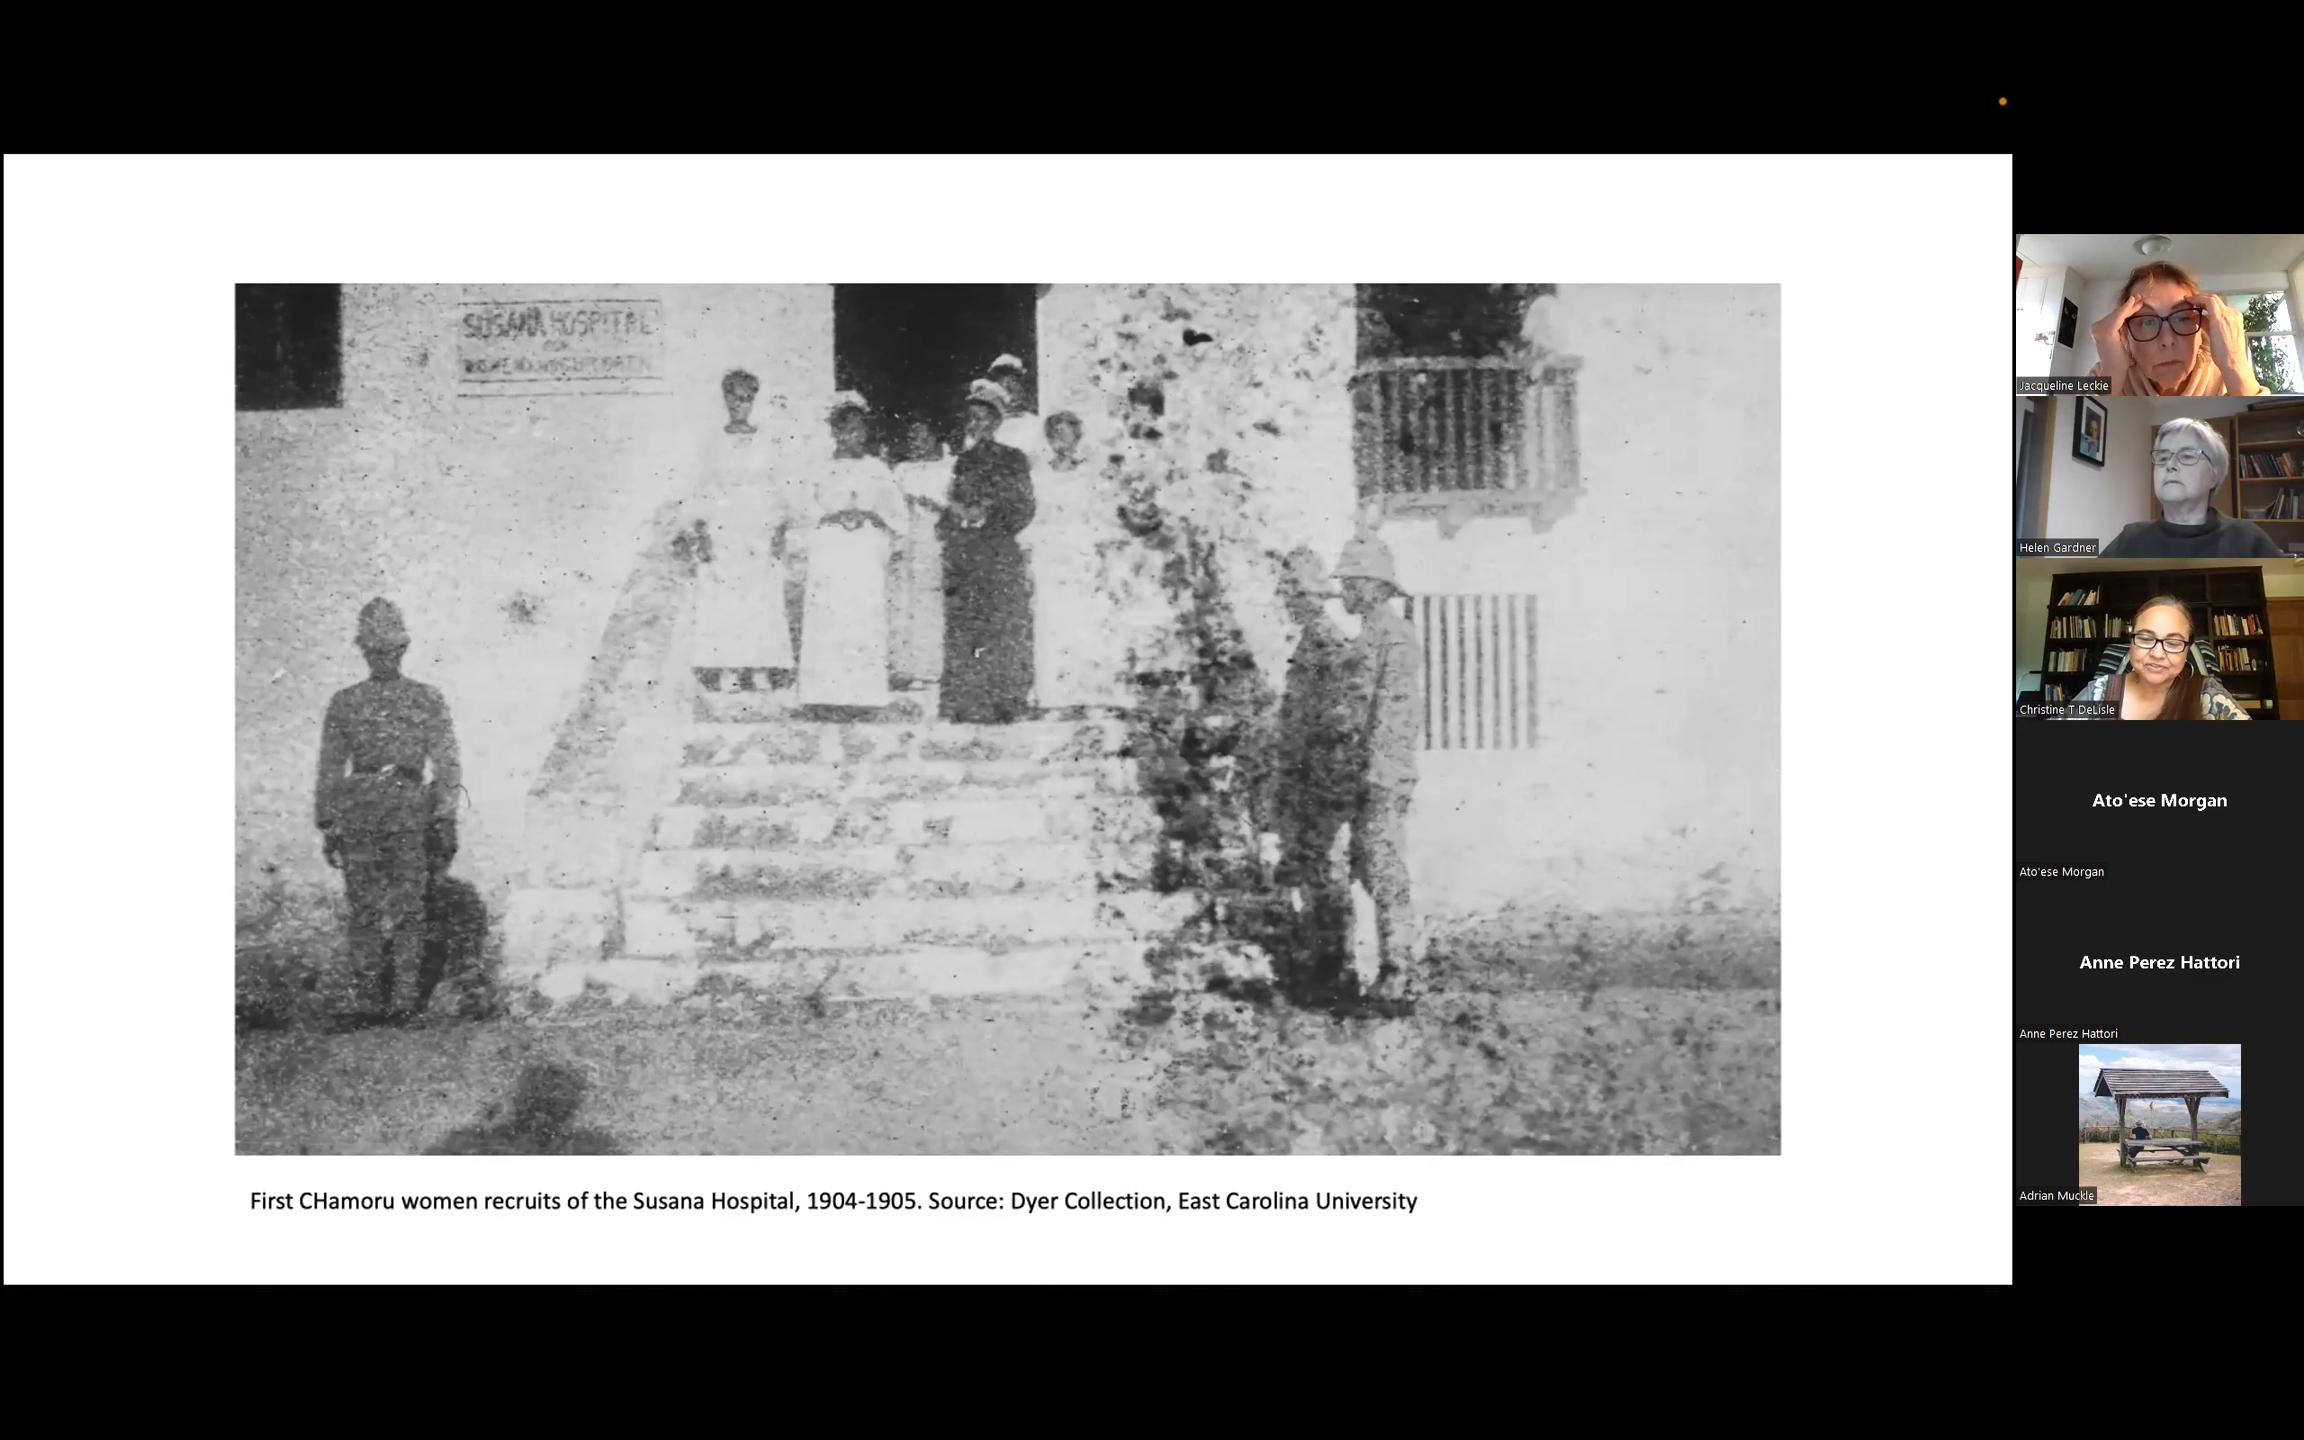 SUSANA HOSPITAL
First CHamoru women recruits of the Susana Hospital, 1904-1905. Source: Dyer Collection, East Carolina University
Jacqueline Leckie
Helen Gardner
Christine T DeLisle
Ato'ese Morgan
Ato'ese Morgan
Anne Perez Hattori
Anne Perez Hattori
Adrian Muckle